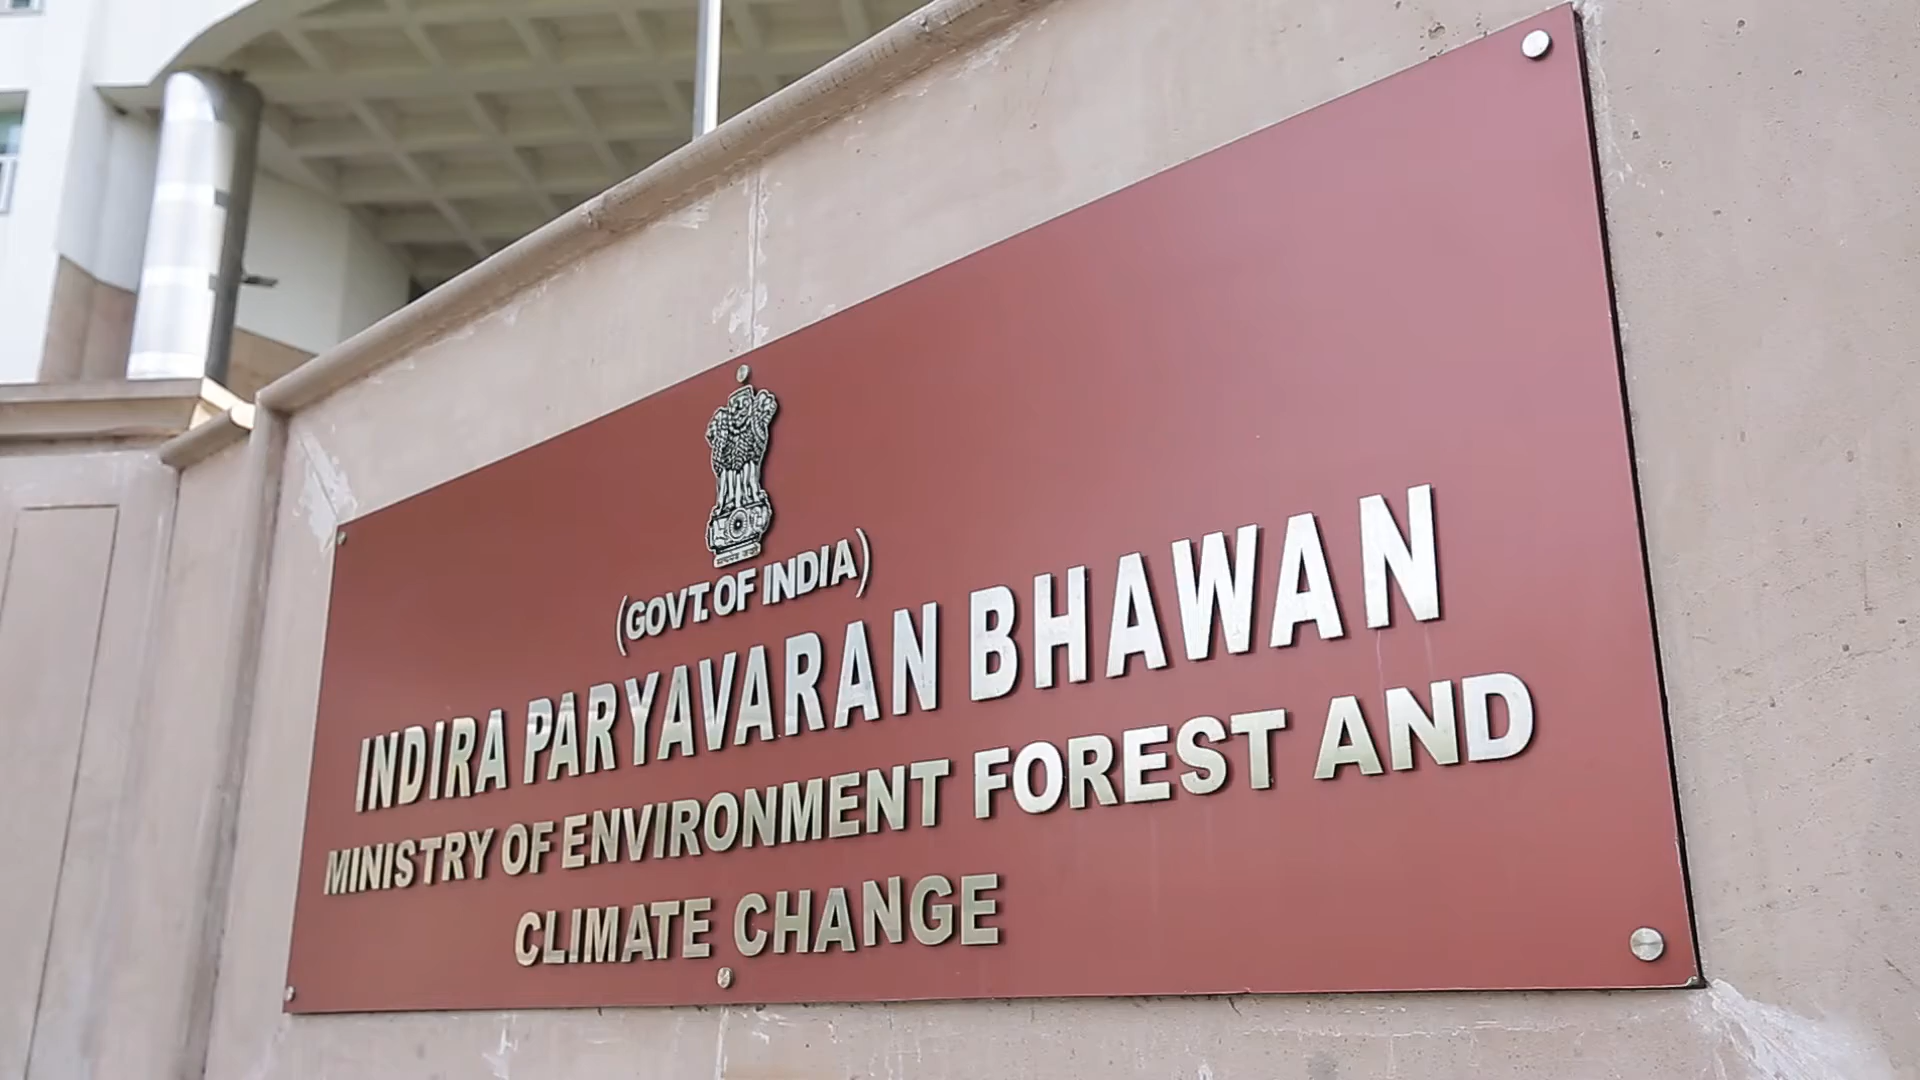 (GOVT. OF INDIA)
INDIRA PARYAVARAN BHAWAN
MINISTRY OF ENVIRONMENT FOREST AND
CLIMATE CHANGE